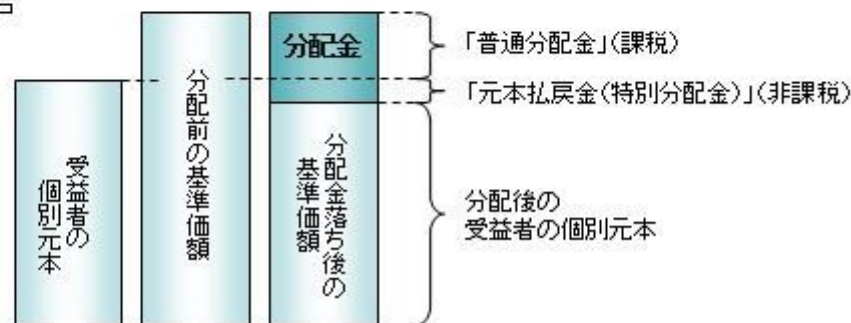 受益者の
個別元本
分配前の基準価額
分配金
分配金落ち後の
基準価額
「普通分配金」(課税)
「元本払戻金(特別分配金)」(非課税)
分配後の
受益者の個別元本